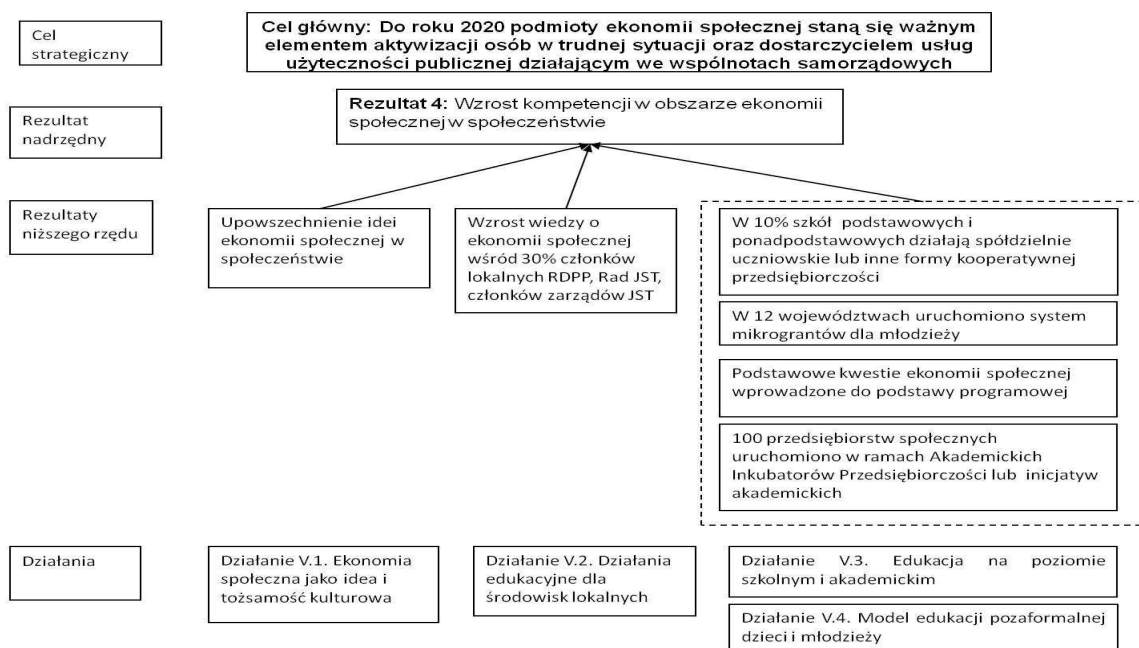 Cel
strategiczny
Cel główny: Do roku 2020 podmioty ekonomii społecznej staną się ważnym
elementem aktywizacji osób w trudnej sytuacji oraz dostarczycielem usług
użyteczności publicznej działającym we wspólnotach samorządowych
Rezultat
nadrzędny
Rezultat 4: Wzrost kompetencji w obszarze ekonomii
społecznej w społeczeństwie
Rezultaty
niższego rzędu
Upowszechnienie idei
ekonomii społecznej w
społeczeństwie
Wzrost wiedzy o
ekonomii społecznej
wśród 30% członków
lokalnych RDPP, Rad JST,
członków zarządów JST
W 10% szkół podstawowych i
ponadpodstawowych działają spółdzielnie
uczniowskie lub inne formy kooperatywnej
przedsiębiorczości
W 12 województwach uruchomiono system
mikrograntów dla młodzieży
Podstawowe kwestie ekonomii społecznej
wprowadzone do podstawy programowej
100 przedsiębiorstw społecznych
uruchomiono w ramach Akademickich
Inkubatorów Przedsiębiorczości lub inicjatyw
akademickich
Działania
Działanie V.1. Ekonomia
społeczna jako idea i
tożsamość kulturowa
Działanie V.2. Działania
edukacyjne dla
środowisk lokalnych
Działanie V.3. Edukacja na poziomie
szkolnym i akademickim
Działanie V.4. Model edukacji pozaformalnej
dzieci i młodzieży